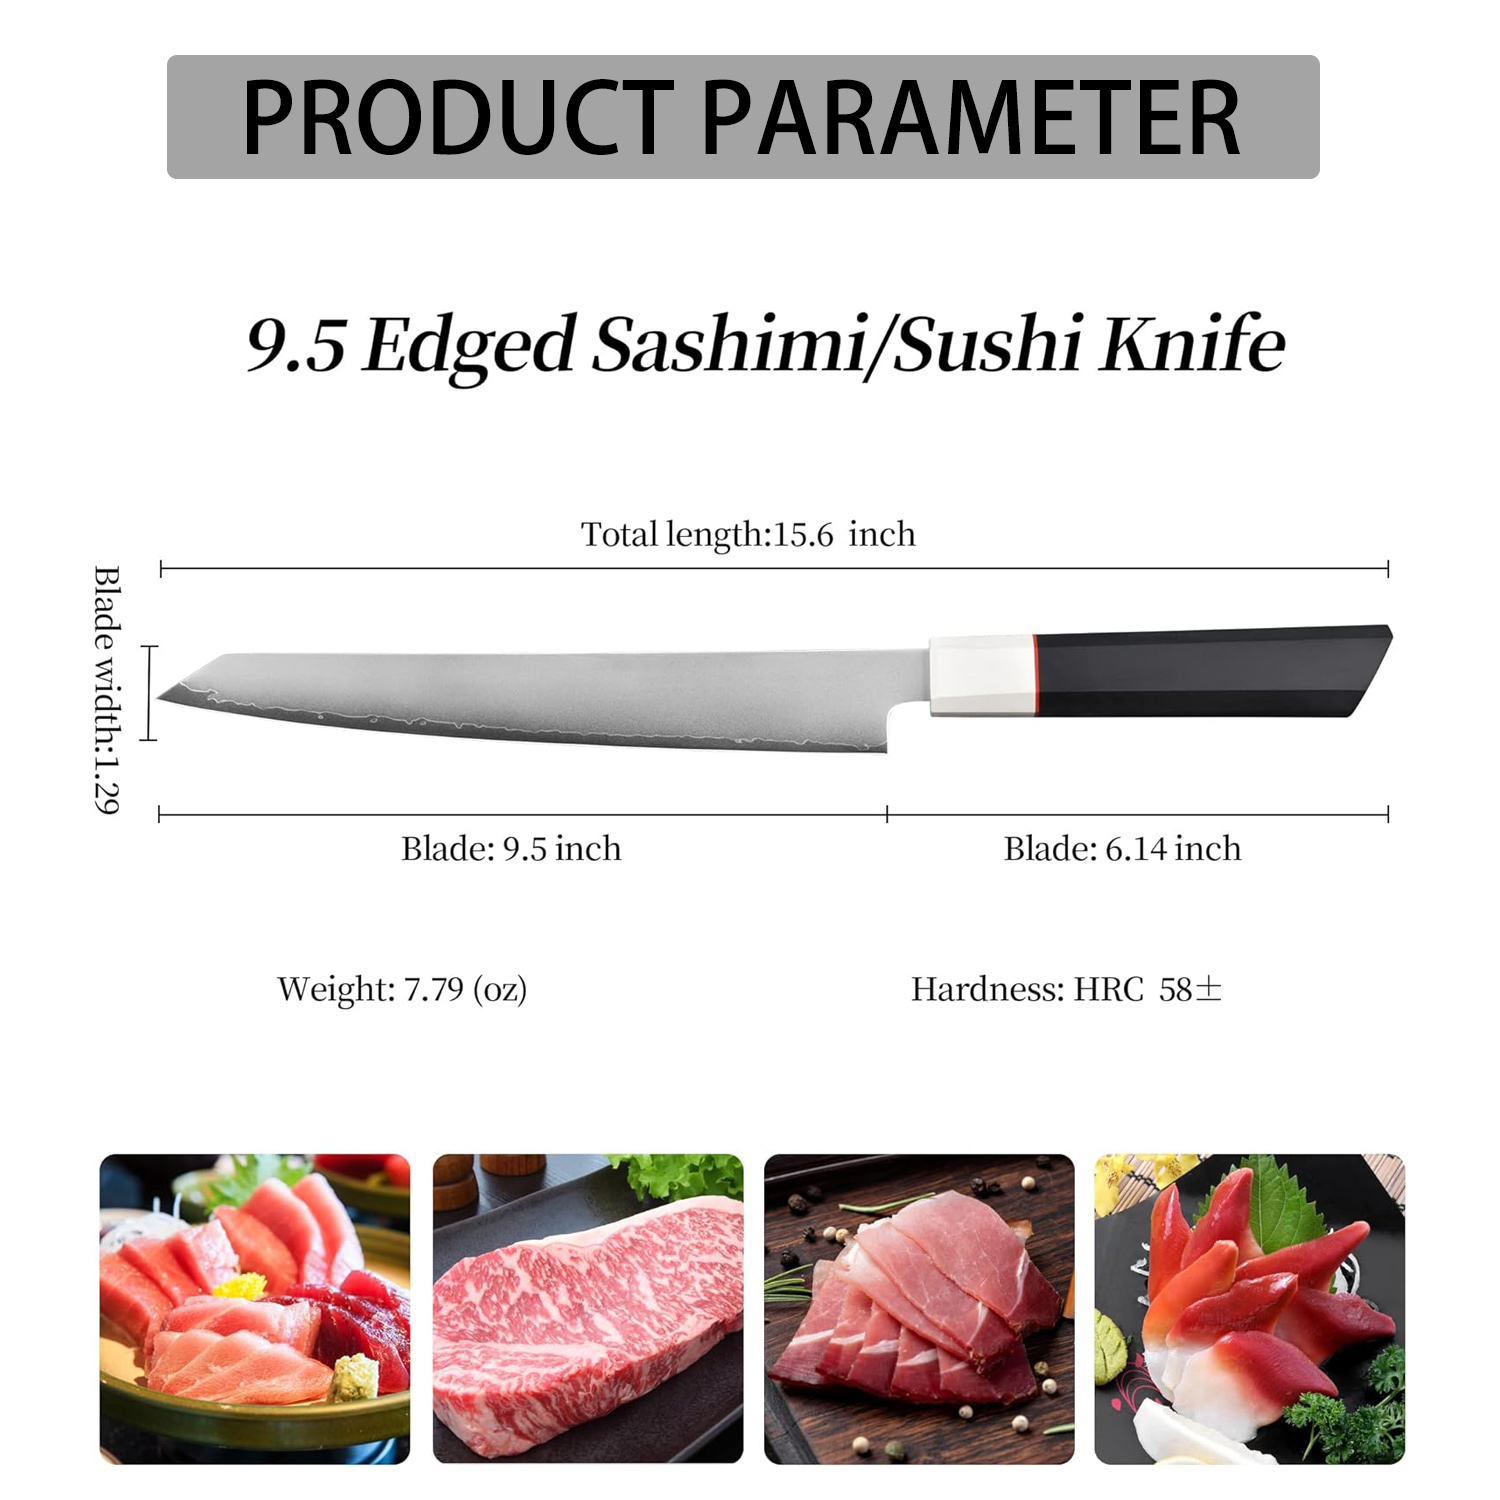 PRODUCT PARAMETER
9.5 Edged Sashimi/Sushi Knife
Total length:15.6 inch
Blade width:1.29
Blade: 9.5 inch
Blade: 6.14 inch
Weight: 7.79 (oz)
Hardness: HRC 58±